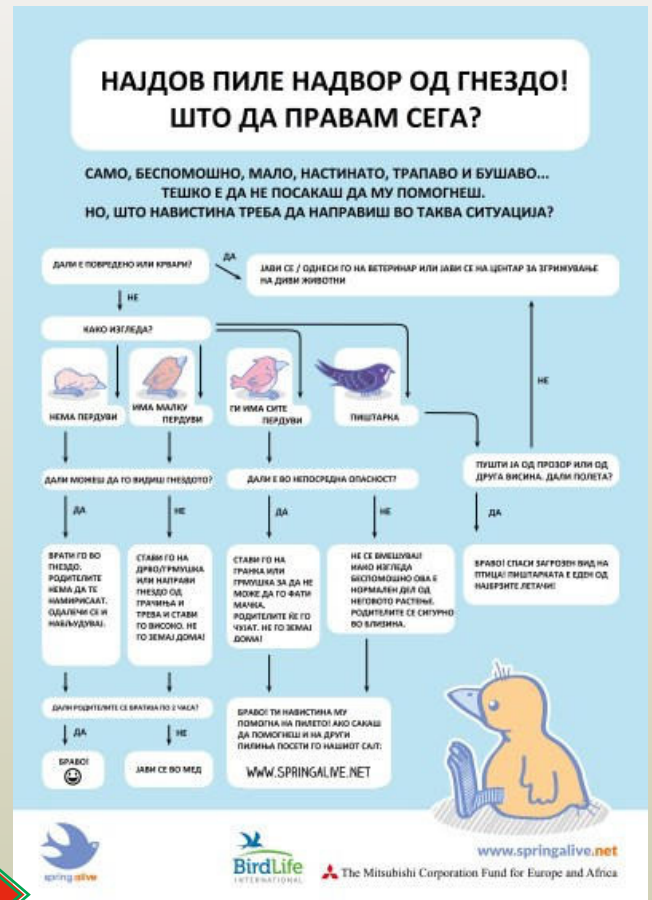 НАЈДОВ ПИЛЕ НАДВОР ОД ГНЕЗДО!
ШТО ДА ПРАВАМ СЕГА?
САМО, БЕСПОМОШНО, МАЛО, НАСТИНАТО, ТРАПАВО И БУШАВО...
ТЕШКО Е ДА НЕ ПОСАКАШ ДА МУ ПОМОГНЕШ.
НО, ШТО НАВИСТИНА ТРЕБА ДА НАПРАВИШ ВО ТАКВА СИТУАЦИЈА?
ДАЛИ Е ПОВРЕДЕНО ИЛИ КРВАРИ?
ДА
ЈАВИ СЕ / ОДНЕСИ ГО НА ВЕТЕРИНАР ИЛИ ЈАВИ СЕ НА ЦЕНТАР ЗА ЗГРИЖУВАЊЕ
НА ДИВИ ЖИВОТНИ
НЕ
КАКО ИЗГЛЕДА?
НЕМА ПЕРДУВИ
ИМА МАЛКУ
ПЕРДУВИ
ГИ ИМА СИТЕ
ПЕРДУВИ
ПИШТАРКА
НЕ
ДАЛИ МОЖЕШ ДА ГО ВИДИШ ГНЕЗДОТО?
ДАЛИ Е ВО НЕПОСРЕДНА ОПАСНОСТ?
ПУШТИ ЈА ОД ПРОЗОР ИЛИ ОД
ДРУГА ВИСИНА. ДАЛИ ПОЛЕТА?
ДА
НЕ
ДА
НЕ
ДА
ВРАТИ ГО ВО
ГНЕЗДО.
РОДИТЕЛИТЕ
НЕМА ДА ТЕ
НАМИРИСААТ.
ОДАЛЕЧИ СЕ И
НАБЉУДУВАЈ.
СТАВИ ГО НА
ДРВО/ГРМУШКА
ИЛИ НАПРАВИ
ГНЕЗДО ОД
ГРАЧИЊА И
ТРЕВА И СТАВИ
ГО ВИСОКО. НЕ
ГО ЗЕМАЈ ДОМА!
СТАВИ ГО НА
ГРАНКА ИЛИ
ГРМУШКА ЗА ДА НЕ
МОЖЕ ДА ГО ФАТИ
МАЧКА.
РОДИТЕЛИТЕ ЌЕ ГО
ЧУЈАТ. НЕ ГО ЗЕМАЈ
ДОМА!
НЕ СЕ ВМЕШУВАЈ!
ИАКО ИЗГЛЕДА
БЕСПОМОШНО ОВА Е
НОРМАЛЕН ДЕЛ ОД
НЕГОВОТО РАСТЕЊЕ.
РОДИТЕЛИТЕ СЕ СИГУРНО
ВО БЛИЗИНА.
БРАВО! СПАСИ ЗАГРОЗЕН ВИД НА
ПТИЦА! ПИШТАРКАТА Е ЕДЕН ОД
НАЈБРЗИТЕ ЛЕТАЧИ!
ДАЛИ РОДИТЕЛИТЕ СЕ ВРАТИЈА ПО 2 ЧАСА?
ДА
НЕ
БРАВО!
ЈАВИ СЕ ВО МЕД
БРАВО! ТИ НАВИСТИНА МУ
ПОМОГНА НА ПИЛЕТО! АКО САКАШ
ДА ПОМОГНЕШ И НА ДРУГИ
ПИЛИЊА ПОСЕТИ ГО НАШИОТ САЈТ:
WWW.SPRINGALIVE.NET
www.springalive.net
spring alive
BirdLife
INTERNATIONAL
The Mitsubishi Corporation Fund for Europe and Africa